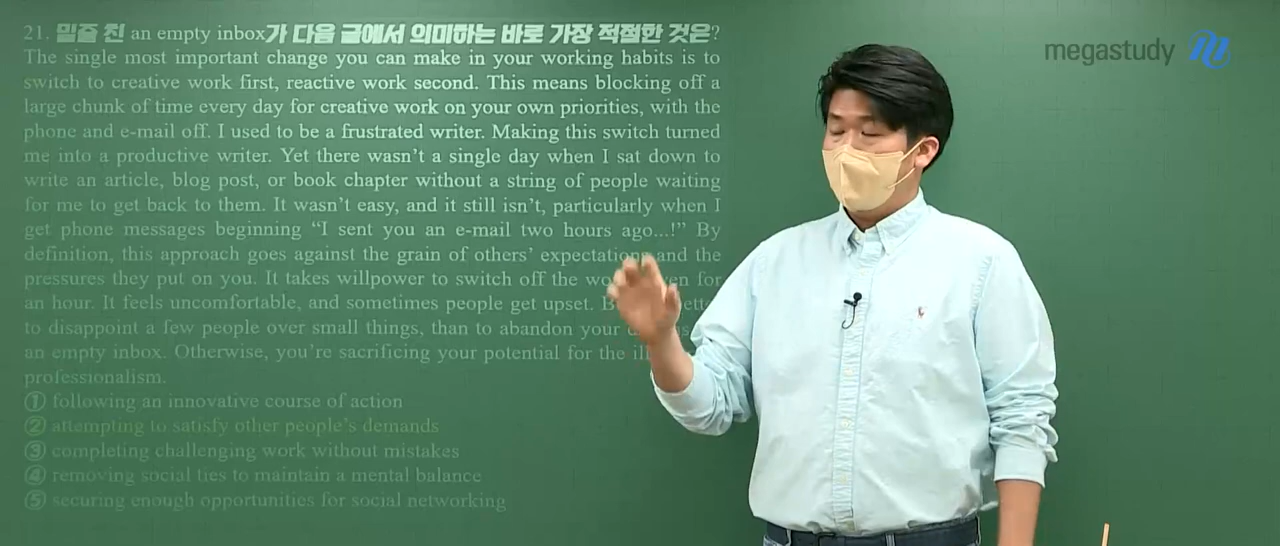 megastudy
21. 밑줄 친 an empty inbox가 다음 글에서 의미하는 바로 가장 적절한 것은?
The single most important change you can make in your working habits is to
switch to creative work first, reactive work second. This means blocking off a
large chunk of time every day for creative work on your own priorities, with the
phone and e-mail off. I used to be a frustrated writer. Making this switch turned
me into a productive writer. Yet there wasn't a single day when I sat down to
write an article, blog post, or book chapter without a string of people waiting
for me to get back to them. It wasn't easy, and it still isn't, particularly when I
get phone messages beginning “I sent you an e-mail two hours ago...!” By
definition, this approach goes against the grain of others' expectations and the
pressures they put on you. It takes willpower to switch off the for
an hour. It feels uncomfortable, and sometimes people get upset.
to disappoint a few people over small things, than to abandon your
an empty inbox. Otherwise, you're sacrificing your potential for the
professionalism.
① following an innovative course of action
② attempting to satisfy other people's demands
③ completing challenging work without mistakes
④ removing social ties to maintain a mental balance
⑤ securing enough opportunities for social networking